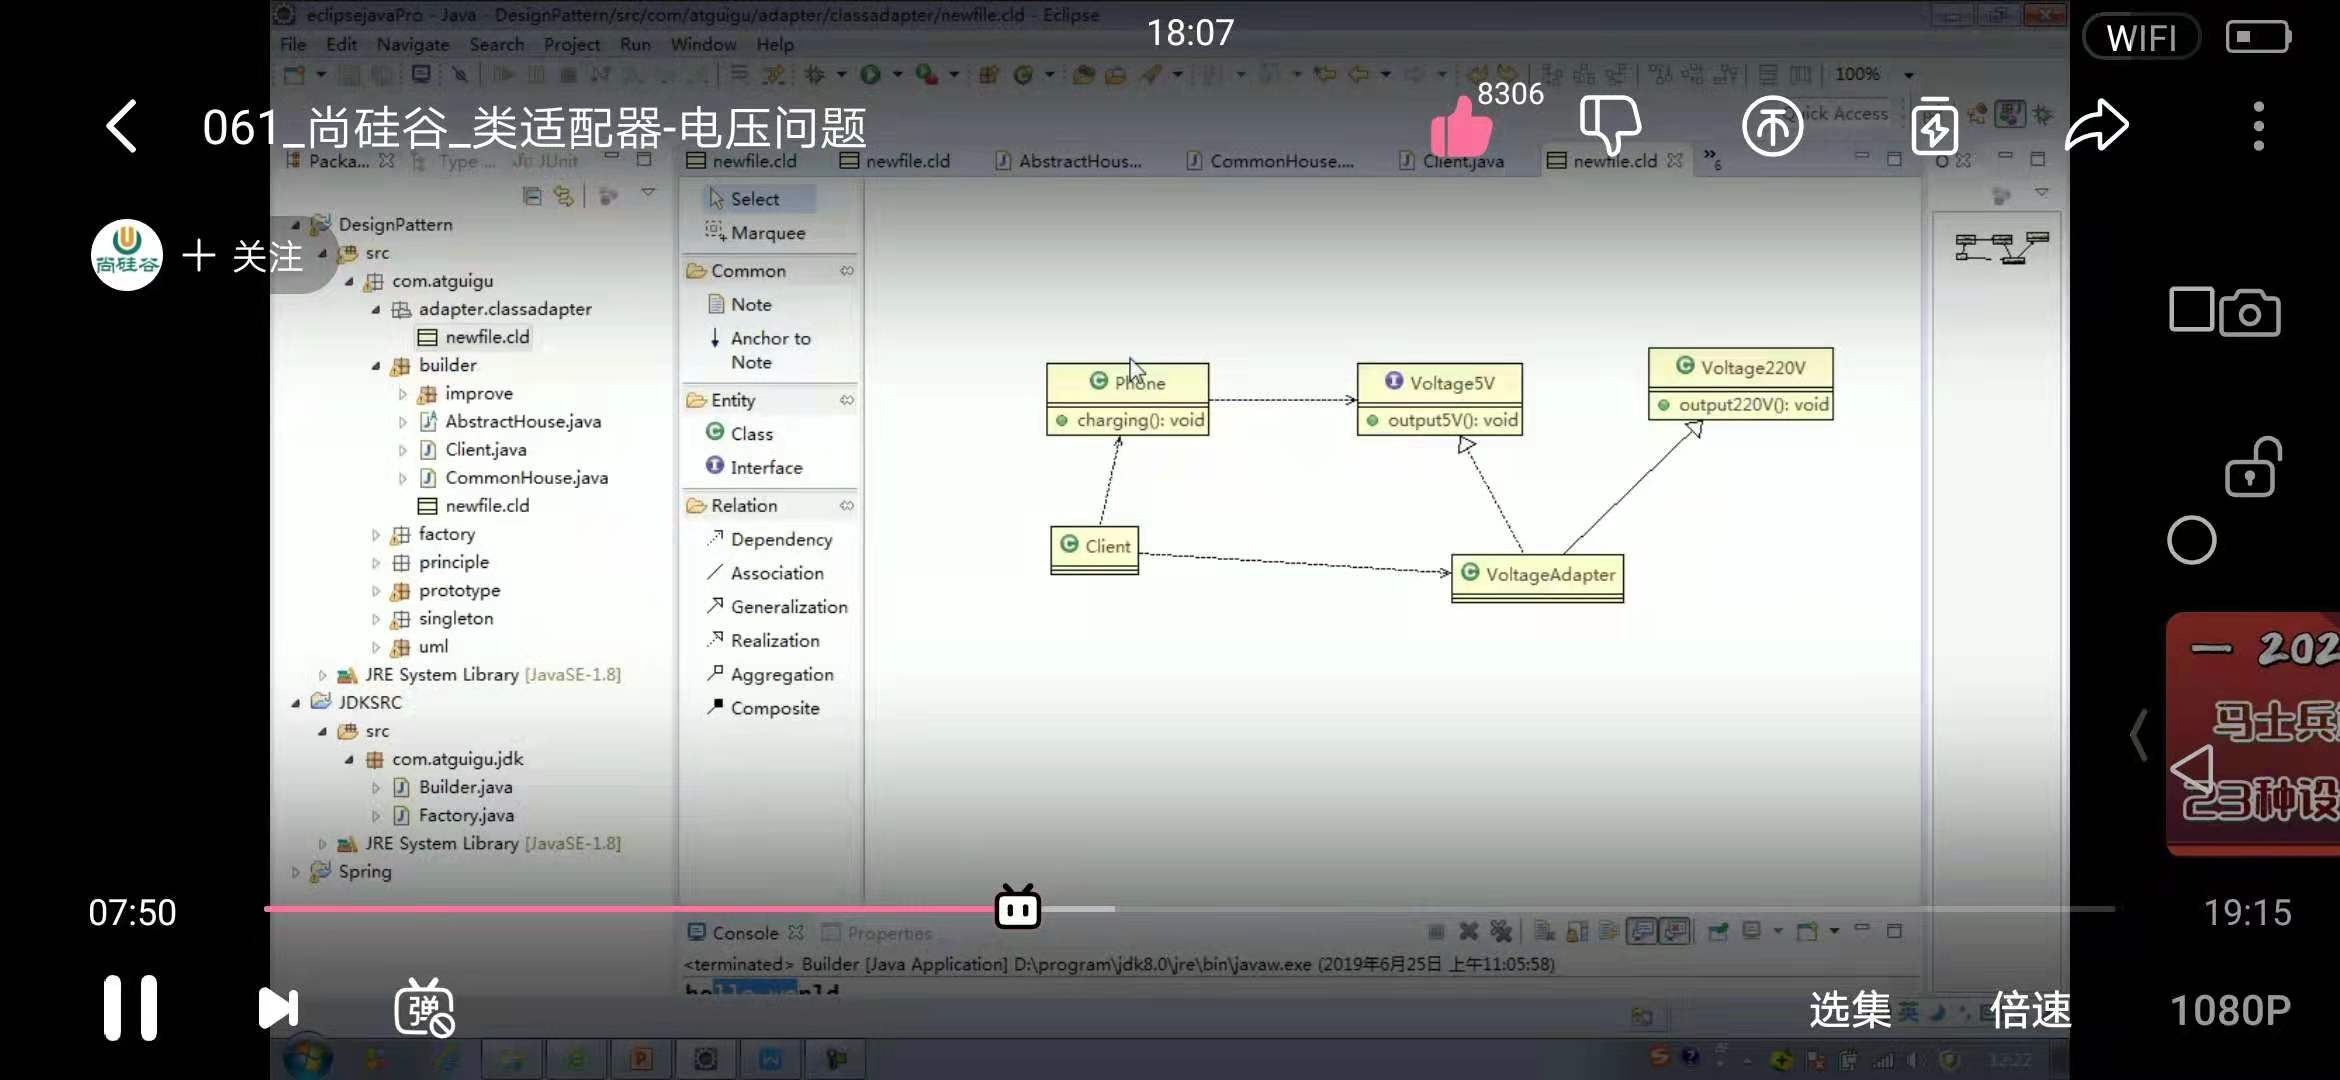 eclipsejavaPro - Java - DesignPattern/src/com/atguigu/adapter/classadapter/newfile.cld - Eclipse
18:07
WIFI
File Edit Navigate Search Project Run Window Help
100%
061_尚硅谷_类适配器-电压问题
8306
ick Access
Packa... Type ... JUnit
newfile.cld newfile.cld AbstractHous... CommonHouse.... Client.java newfile.cld »6
尚硅谷
+ 关注
DesignPattern
src
com.atguigu
adapter.classadapter
newfile.cld
builder
improve
AbstractHouse.java
Client.java
CommonHouse.java
newfile.cld
factory
principle
prototype
singleton
uml
JRE System Library [JavaSE-1.8]
JDKSRC
src
com.atguigu.jdk
Builder.java
Factory.java
JRE System Library [JavaSE-1.8]
Spring
Select
Marquee
Common
Note
Anchor to
Note
Entity
Class
Interface
Relation
Dependency
Association
Generalization
Realization
Aggregation
Composite
Phone
charging(): void
Voltage5V
output5V(): void
Voltage220V
output220V(): void
Client
VoltageAdapter
一 202
马士兵
23种设
07:50
19:15
Console Properties
<terminated> Builder [Java Application] D:\program\jdk8.0\jre\bin\javaw.exe (2019年6月25日 上午11:05:58)
hello world
弹
选集
英
倍速
1080P
12:22